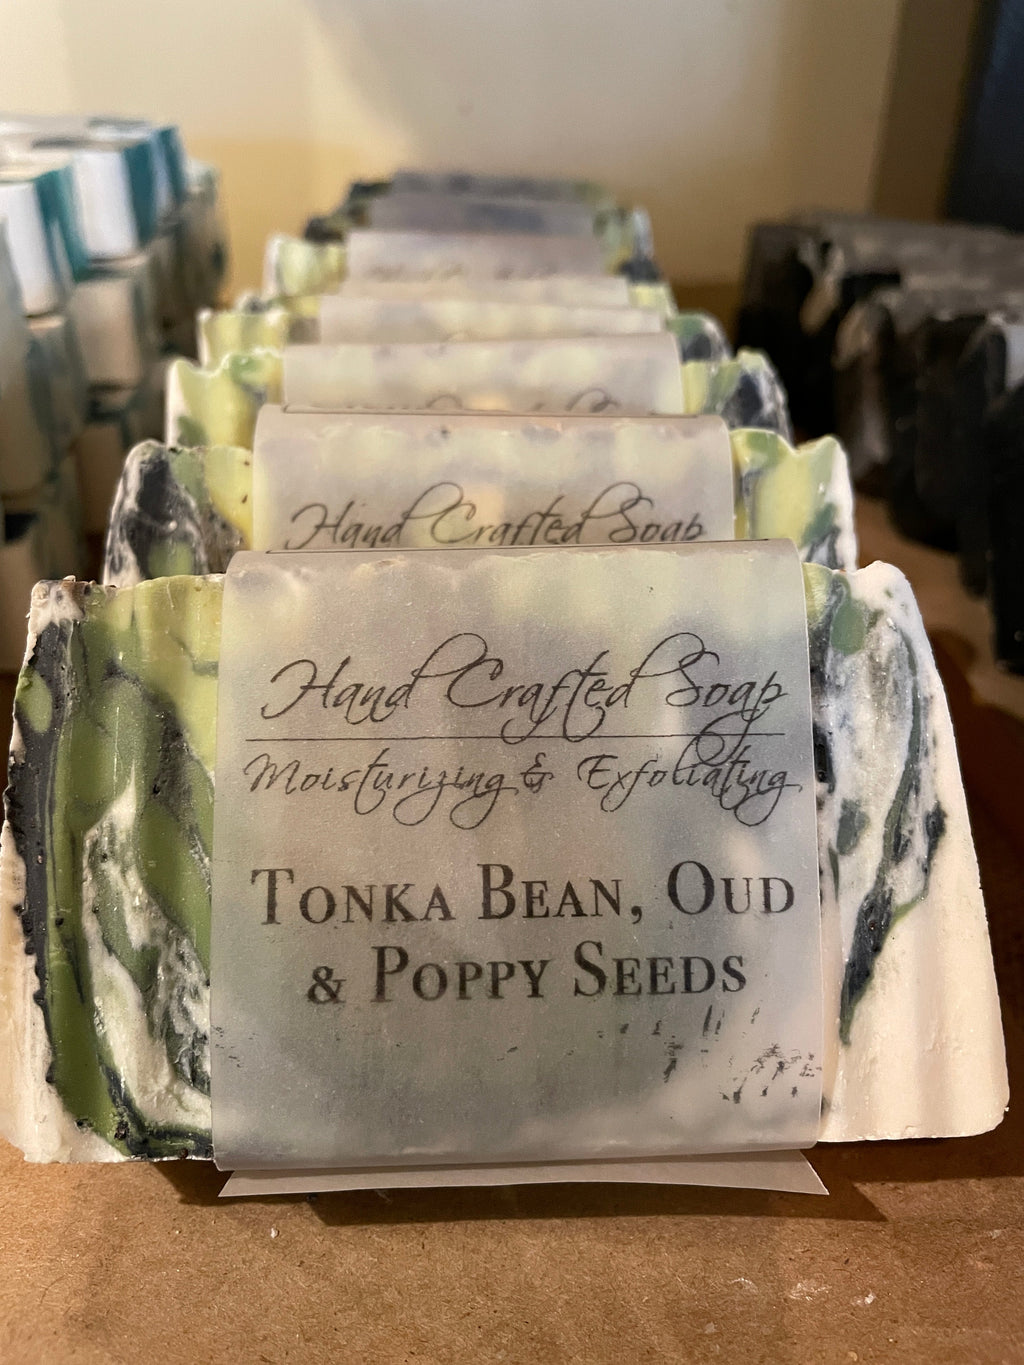 Hand Crafted Soap
Hand Crafted Soap
Moisturizing & Exfoliating
TONKA BEAN, OUD
& POPPY SEEDS